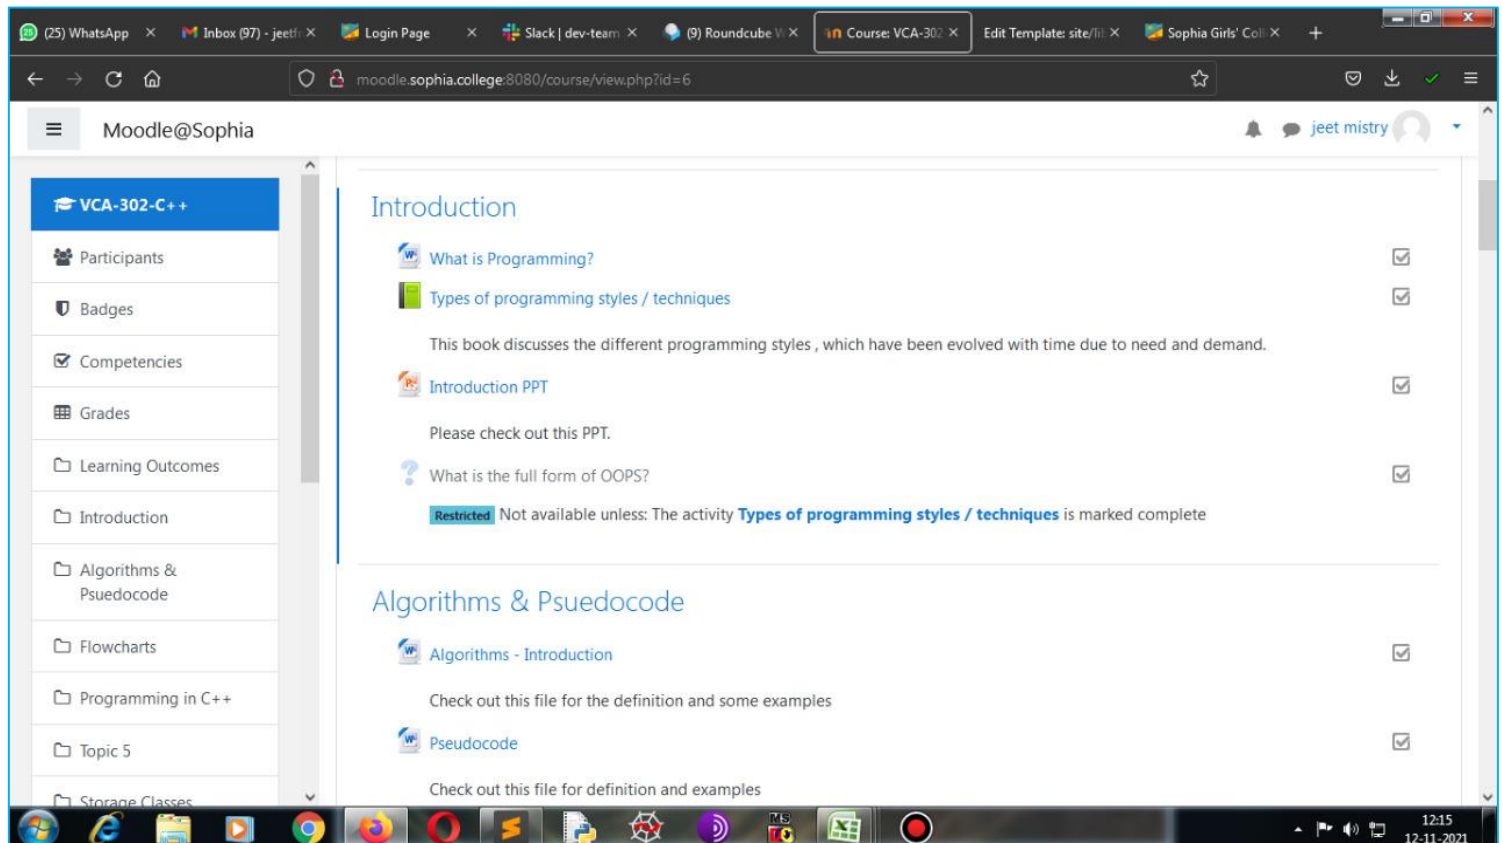 (25) WhatsApp
Inbox (97) - jeetf
Login Page
Slack | dev-team
(9) Roundcube W
Course: VCA-302
Edit Template: site/li
Sophia Girls' Coll
moodle.sophia.college:8080/course/view.php?id=6
Moodle@Sophia
jeet mistry
VCA-302-C++
Participants
Badges
Competencies
Grades
Learning Outcomes
Introduction
Algorithms &
Psuedocode
Flowcharts
Programming in C++
Topic 5
Storage Classes
Introduction
What is Programming?
Types of programming styles / techniques
This book discusses the different programming styles , which have been evolved with time due to need and demand.
Introduction PPT
Please check out this PPT.
What is the full form of OOPS?
Restricted Not available unless: The activity Types of programming styles / techniques is marked complete
Algorithms & Psuedocode
Algorithms - Introduction
Check out this file for the definition and some examples
Pseudocode
Check out this file for definition and examples
MS
12:15
12-11-2021